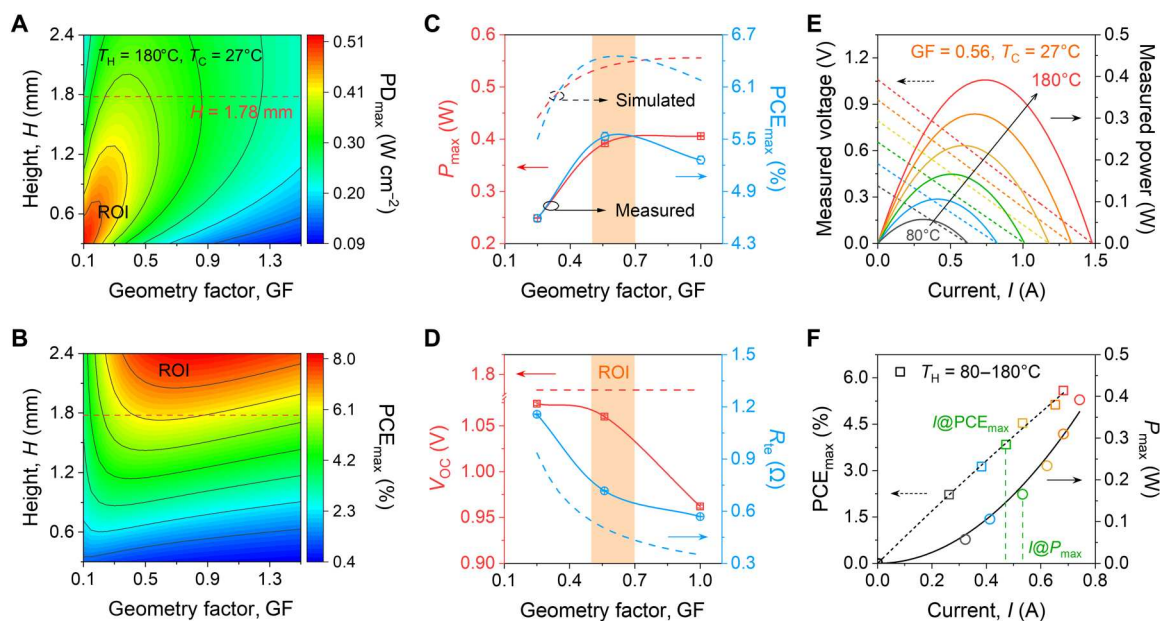 A
T_H = 180°C, T_C = 27°C
H = 1.78 mm
ROI
2.4
1.8
1.2
0.6
Height, H (mm)
0.1 0.5 0.9 1.3
Geometry factor, GF
0.51
0.40
0.30
0.20
0.09
PD_max (W cm⁻²)
C
0.6
0.5
0.4
0.3
0.2
P_max (W)
Simulated
Measured
0.1 0.4 0.7 1.0
Geometry factor, GF
6.7
6.1
5.5
4.9
4.3
PCE_max (%)
E
1.2
0.9
0.6
0.3
0.0
Measured voltage (V)
GF = 0.56, T_C = 27°C
180°C
80°C
0.0 0.5 1.0 1.5
Current, I (A)
0.5
0.4
0.3
0.2
0.1
0.0
Measured power (W)
B
ROI
2.4
1.8
1.2
0.6
Height, H (mm)
0.1 0.5 0.9 1.3
Geometry factor, GF
8.0
6.1
4.2
2.3
0.4
PCE_max (%)
D
1.8
1.05
1.00
0.95
0.90
V_OC (V)
ROI
0.1 0.4 0.7 1.0
Geometry factor, GF
1.5
1.2
0.9
0.6
0.3
R_te (Ω)
F
T_H = 80–180°C
I@PCE_max
I@P_max
6.0
4.5
3.0
1.5
0.0
PCE_max (%)
0.0 0.2 0.4 0.6 0.8
Current, I (A)
0.5
0.4
0.3
0.2
0.1
0.0
P_max (W)